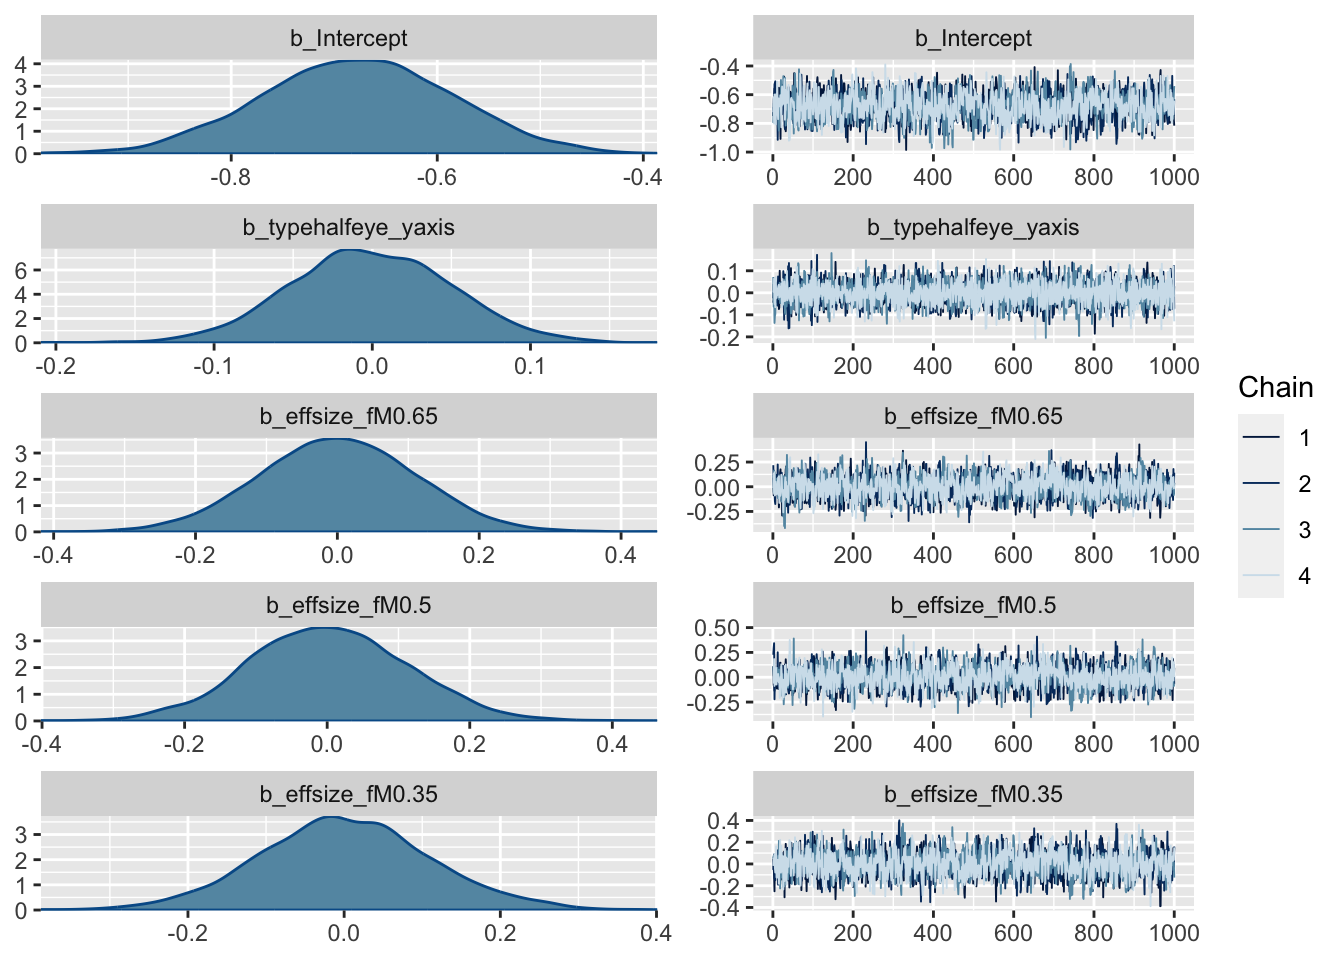 b_Intercept
4
3
2
1
0
-0.8 -0.6 -0.4
b_Intercept
-0.4
-0.6
-0.8
-1.0
0 200 400 600 800 1000
b_typehalfeye_yaxis
6
4
2
0
-0.2 -0.1 0.0 0.1
b_typehalfeye_yaxis
0.1
0.0
-0.1
-0.2
0 200 400 600 800 1000
b_effsize_fM0.65
3
2
1
0
-0.4 -0.2 0.0 0.2 0.4
b_effsize_fM0.65
0.25
0.00
-0.25
0 200 400 600 800 1000
b_effsize_fM0.5
3
2
1
0
-0.4 -0.2 0.0 0.2 0.4
b_effsize_fM0.5
0.50
0.25
0.00
-0.25
0 200 400 600 800 1000
b_effsize_fM0.35
3
2
1
0
-0.2 0.0 0.2 0.4
b_effsize_fM0.35
0.4
0.2
0.0
-0.2
-0.4
0 200 400 600 800 1000
Chain
1
2
3
4